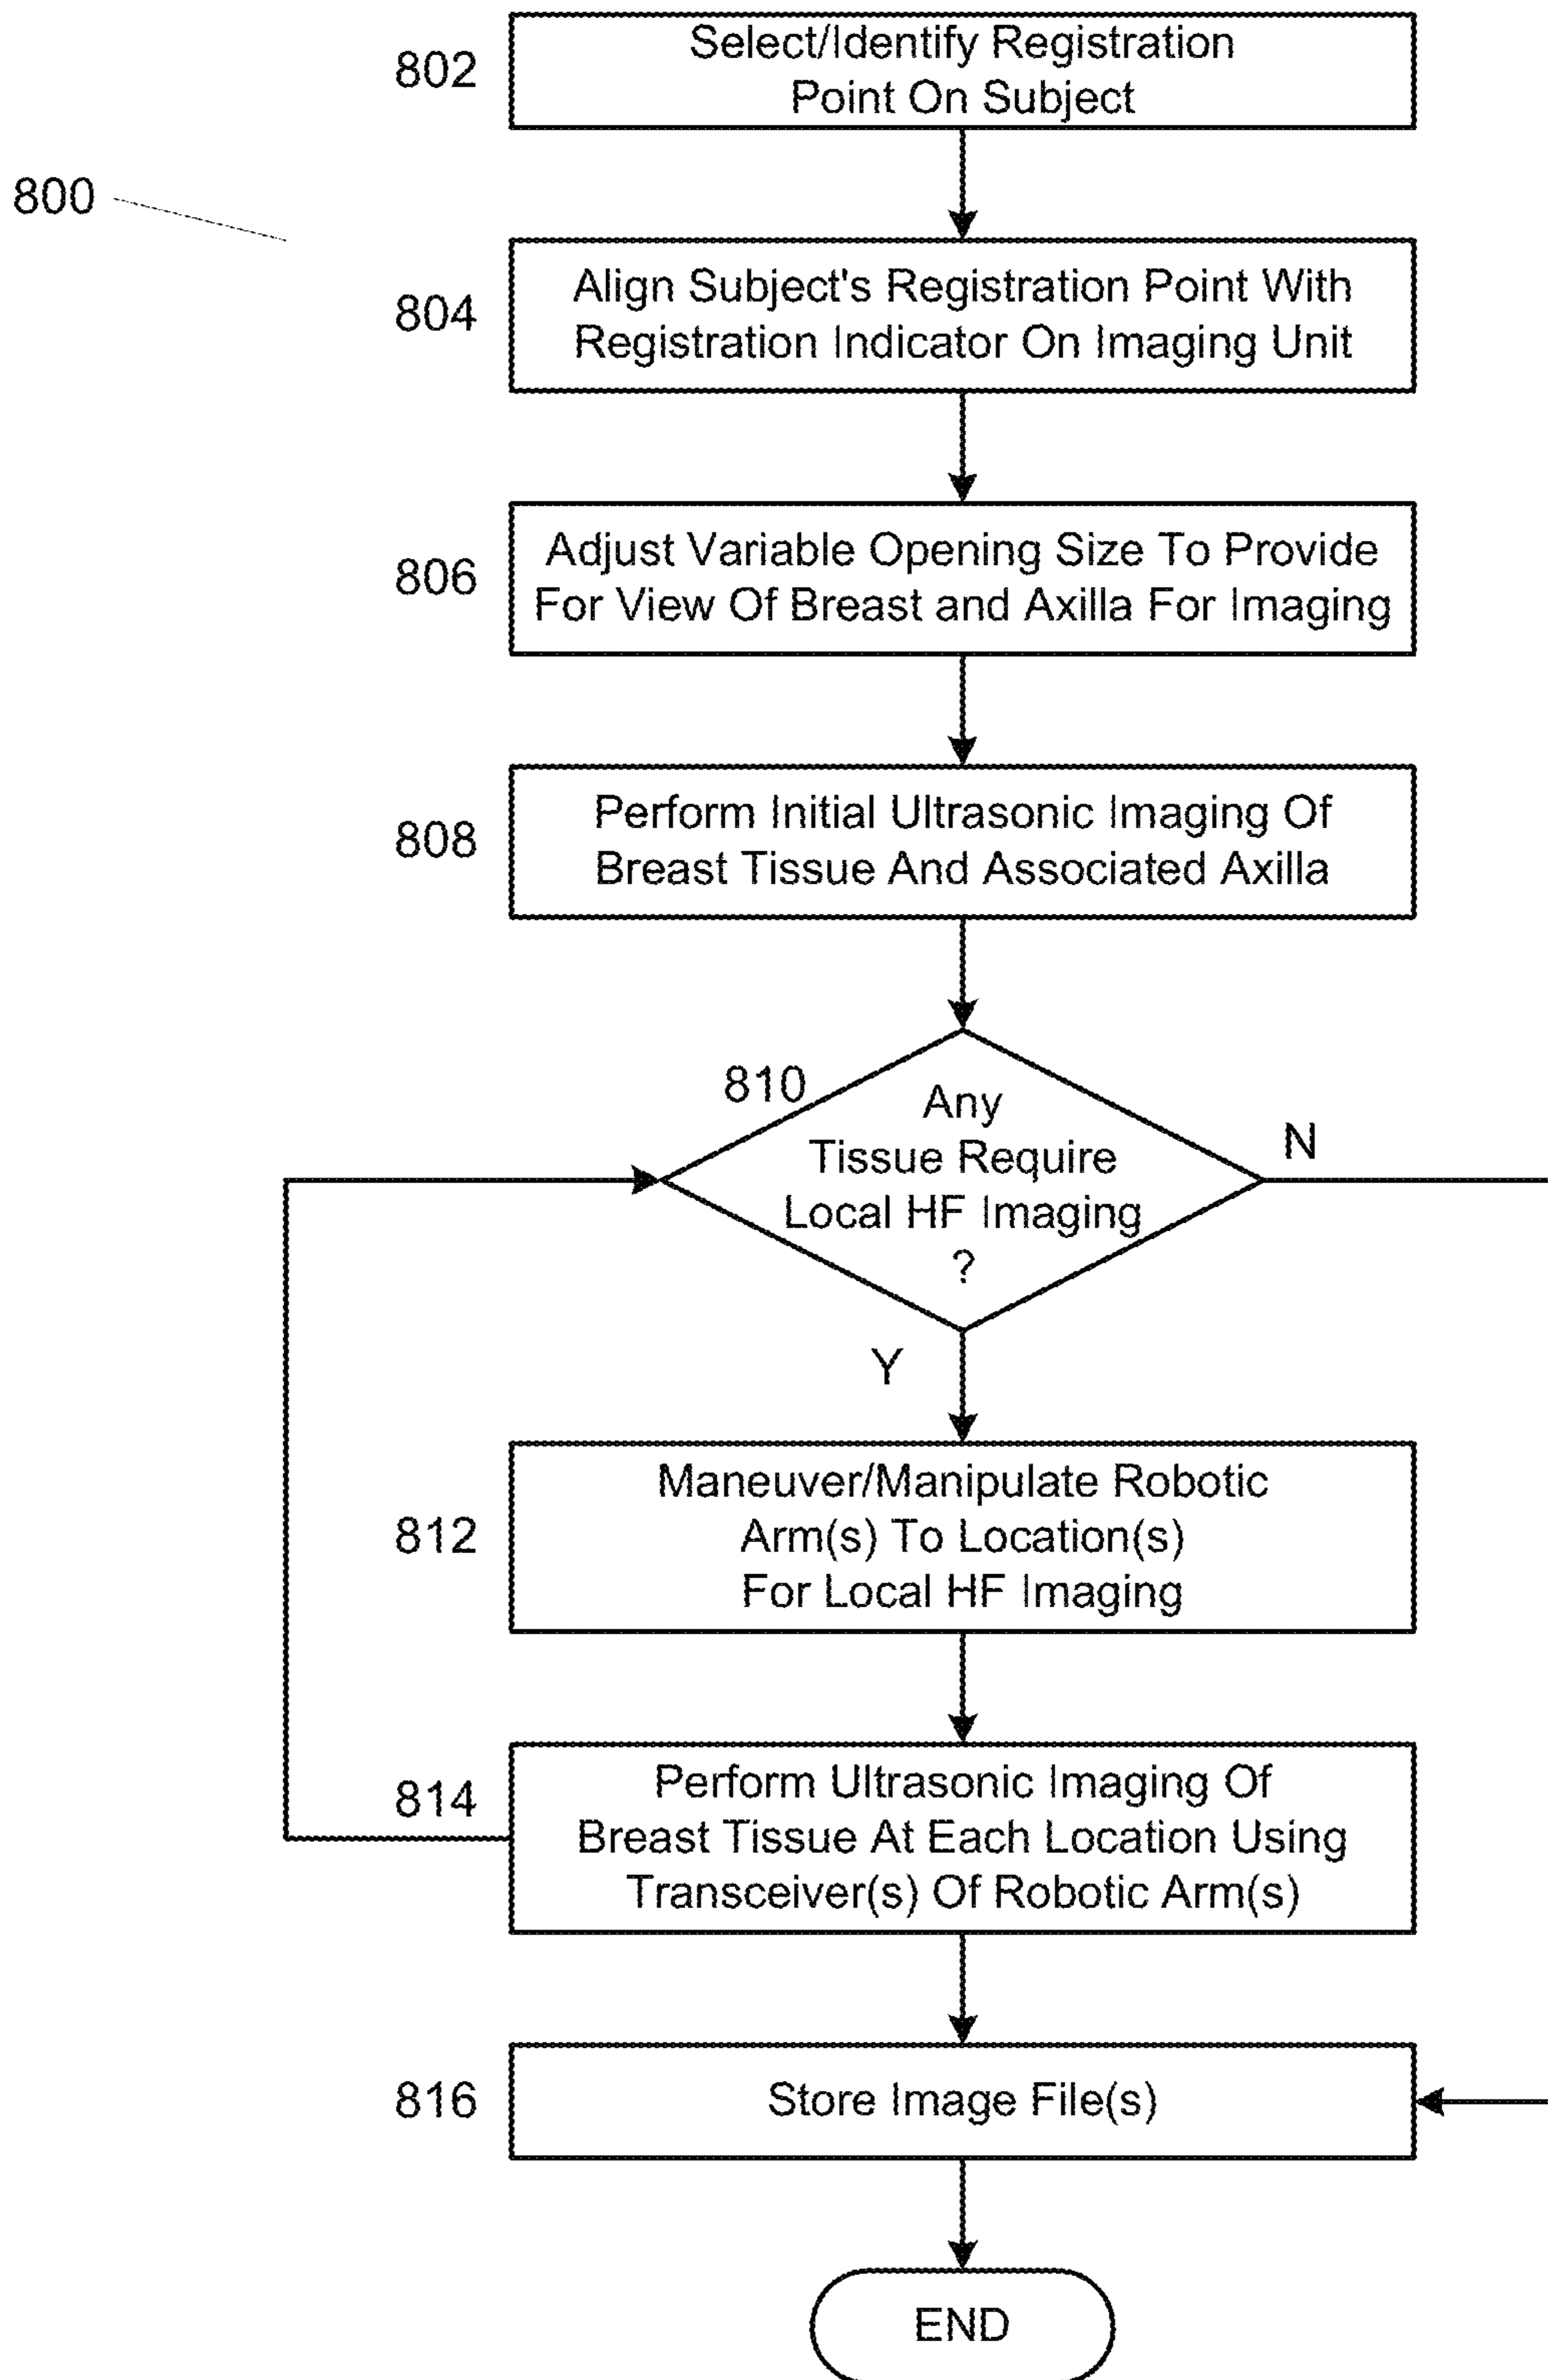 802
Select/Identify Registration
Point On Subject
800
804
Align Subject's Registration Point With
Registration Indicator On Imaging Unit
806
Adjust Variable Opening Size To Provide
For View Of Breast and Axilla For Imaging
808
Perform Initial Ultrasonic Imaging Of
Breast Tissue And Associated Axilla
810
Any
Tissue Require
Local HF Imaging
?
N
Y
812
Maneuver/Manipulate Robotic
Arm(s) To Location(s)
For Local HF Imaging
814
Perform Ultrasonic Imaging Of
Breast Tissue At Each Location Using
Transceiver(s) Of Robotic Arm(s)
816
Store Image File(s)
END